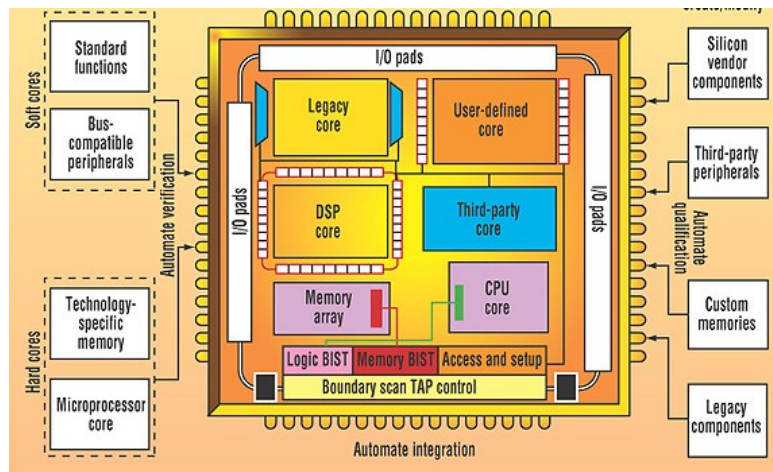 Create/modify
Standard
functions
Bus-
compatible
peripherals
Soft cores
Automate verification
Technology-
specific
memory
Microprocessor
core
Hard cores
I/O pads
I/O pads
I/O pads
Legacy
core
User-defined
core
DSP
core
Third-party
core
Memory
array
CPU
core
Logic BIST
Memory BIST
Access and setup
Boundary scan TAP control
Automate integration
Silicon
vendor
components
Third-party
peripherals
Automate
qualification
Custom
memories
Legacy
components